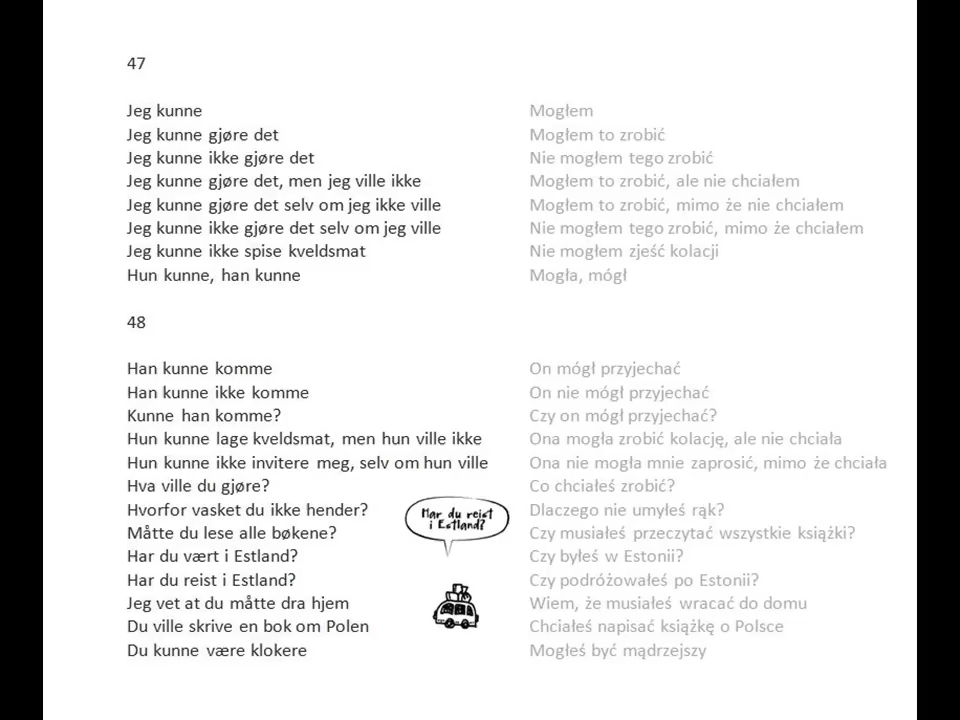 47
Jeg kunne Mogłem
Jeg kunne gjøre det Mogłem to zrobić
Jeg kunne ikke gjøre det Nie mogłem tego zrobić
Jeg kunne gjøre det, men jeg ville ikke Mogłem to zrobić, ale nie chciałem
Jeg kunne gjøre det selv om jeg ikke ville Mogłem to zrobić, mimo że nie chciałem
Jeg kunne ikke gjøre det selv om jeg ville Nie mogłem tego zrobić, mimo że chciałem
Jeg kunne ikke spise kveldsmat Nie mogłem zjeść kolacji
Hun kunne, han kunne Mogła, mógł
48
Han kunne komme On mógł przyjechać
Han kunne ikke komme On nie mógł przyjechać
Kunne han komme? Czy on mógł przyjechać?
Hun kunne lage kveldsmat, men hun ville ikke Ona mogła zrobić kolację, ale nie chciała
Hun kunne ikke invitere meg, selv om hun ville Ona nie mogła mnie zaprosić, mimo że chciała
Hva ville du gjøre? Co chciałeś zrobić?
Hvorfor vasket du ikke hender? Dlaczego nie umyłeś rąk?
Måtte du lese alle bøkene? Czy musiałeś przeczytać wszystkie książki?
Har du vært i Estland? Czy byłeś w Estonii?
Har du reist i Estland? Czy podróżowałeś po Estonii?
Jeg vet at du måtte dra hjem Wiem, że musiałeś wracać do domu
Du ville skrive en bok om Polen Chciałeś napisać książkę o Polsce
Du kunne være klokere Mogłeś być mądrzejszy
Har du reist
i Estland?